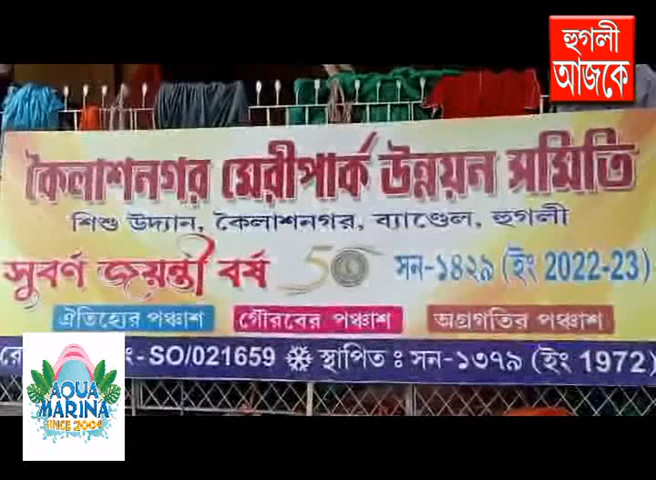 হুগলী
আজকে
কৈলাশনগর মেরীপার্ক উন্নয়ন সমিতি
শিশু উদ্যান, কৈলাশনগর, ব্যাণ্ডেল, হুগলী
সুবর্ণ জয়ন্তী বর্ষ 50 সন-১৪২৯ (ইং 2022-23)
ঐতিহ্যের পঞ্চাশ গৌরবের পঞ্চাশ অগ্রগতির পঞ্চাশ
SO/021659 স্থাপিত : সন-১৩৭৯ (ইং 1972)
AQUA
MARINA
SINCE 2006